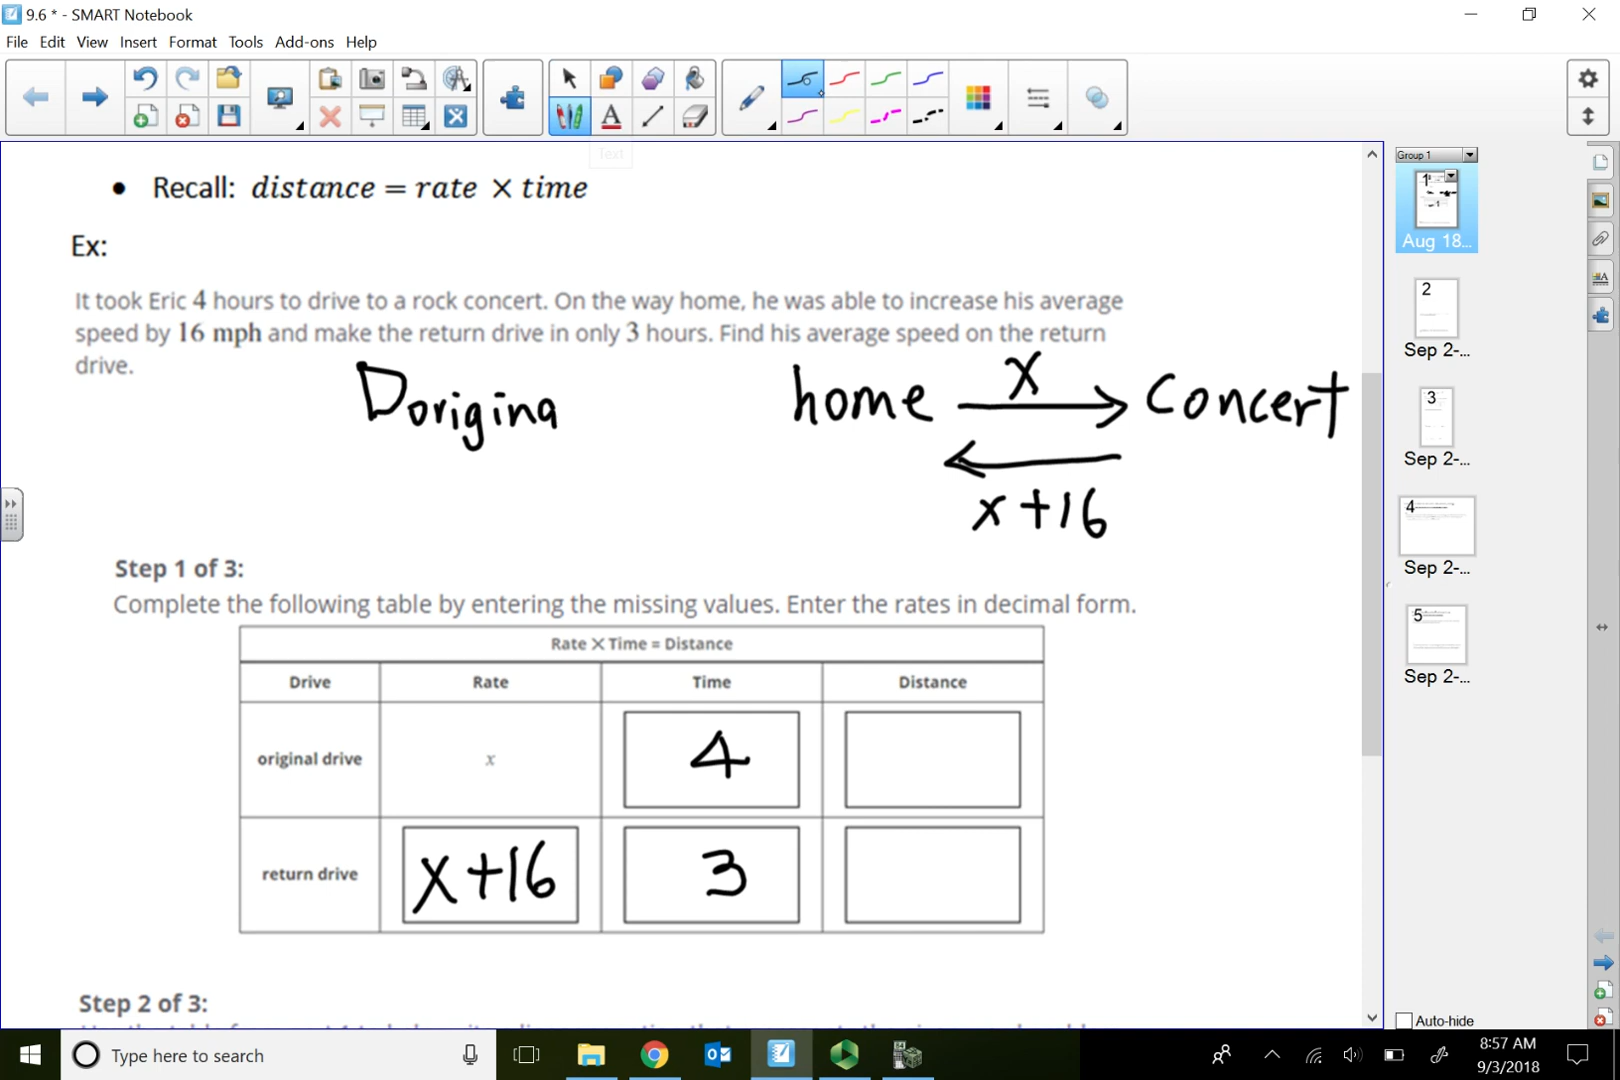 9.6 * - SMART Notebook
File Edit View Insert Format Tools Add-ons Help
Text
• Recall: distance = rate × time
Ex:
It took Eric 4 hours to drive to a rock concert. On the way home, he was able to increase his average
speed by 16 mph and make the return drive in only 3 hours. Find his average speed on the return
drive.
Dorigina
home x concert
x+16
Step 1 of 3:
Complete the following table by entering the missing values. Enter the rates in decimal form.
Rate X Time = Distance
Drive Rate Time Distance
original drive x 4
return drive x+16 3
Step 2 of 3:
Group 1
1
Aug 18...
2
Sep 2-...
3
Sep 2-...
4
Sep 2-...
5
Sep 2-...
Auto-hide
Type here to search
8:57 AM
9/3/2018